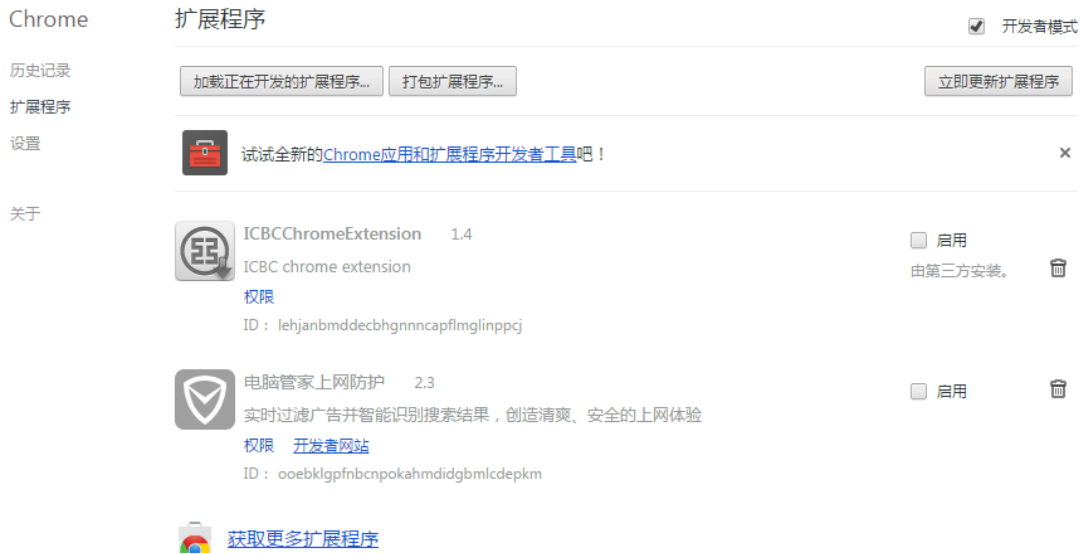 Chrome
扩展程序
开发者模式
历史记录
扩展程序
设置
关于
加载正在开发的扩展程序...
打包扩展程序...
立即更新扩展程序
试试全新的Chrome应用和扩展程序开发者工具吧！
ICBCChromeExtension 1.4
启用
ICBC chrome extension
由第三方安装。
权限
ID： lehjanbmddecbhgnnncapflmglinppcj
电脑管家上网防护 2.3
启用
实时过滤广告并智能识别搜索结果，创造清爽、安全的上网体验
权限 开发者网站
ID： ooebklgpfnbcnpokahmdidgbmlcdepkm
获取更多扩展程序